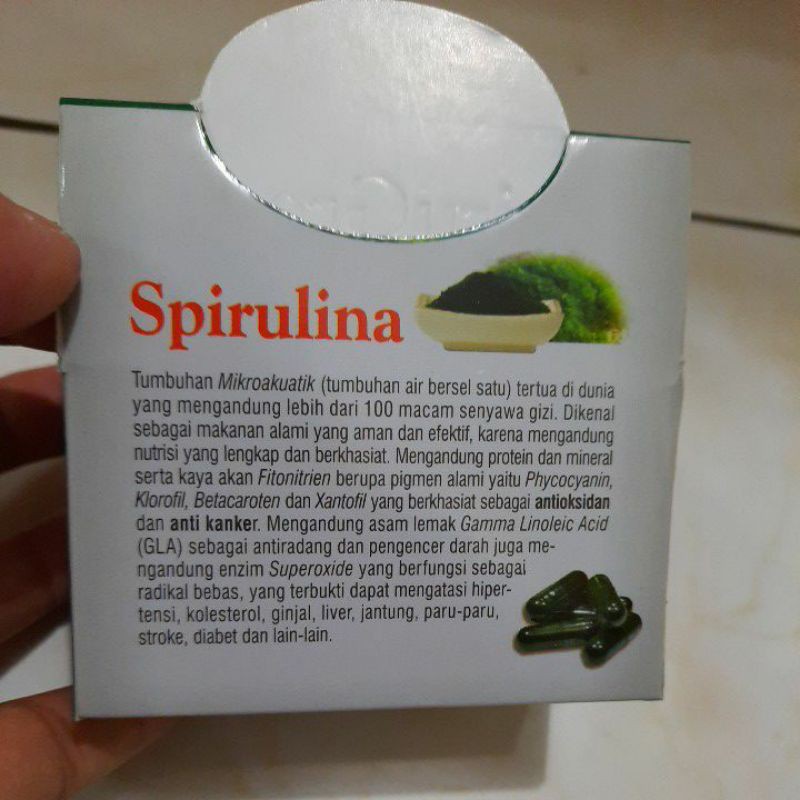 Spirulina
Tumbuhan Mikroakuatik (tumbuhan air bersel satu) tertua di dunia
yang mengandung lebih dari 100 macam senyawa gizi. Dikenal
sebagai makanan alami yang aman dan efektif, karena mengandung
nutrisi yang lengkap dan berkhasiat. Mengandung protein dan mineral
serta kaya akan Fitonitrien berupa pigmen alami yaitu Phycocyanin,
Klorofil, Betacaroten dan Xantofil yang berkhasiat sebagai antioksidan
dan anti kanker. Mengandung asam lemak Gamma Linoleic Acid
(GLA) sebagai antiradang dan pengencer darah juga me-
ngandung enzim Superoxide yang berfungsi sebagai
radikal bebas, yang terbukti dapat mengatasi hiper-
tensi, kolesterol, ginjal, liver, jantung, paru-paru,
stroke, diabet dan lain-lain.